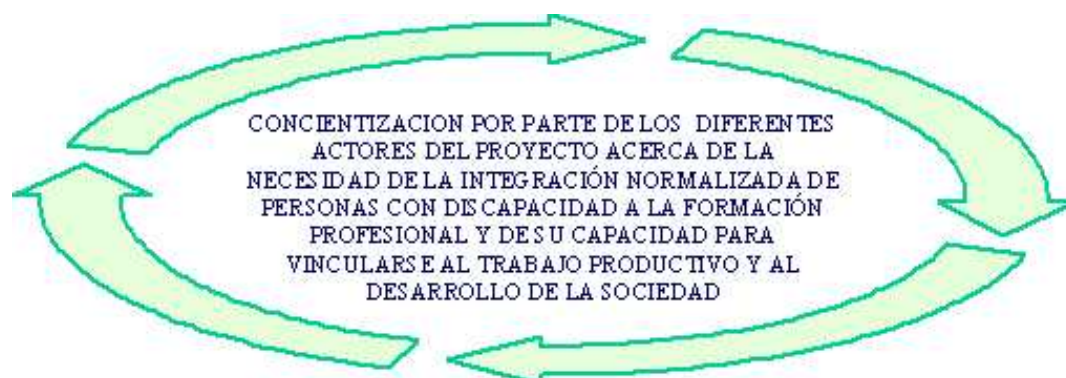 CONCIENTIZACION POR PARTE DE LOS DIFERENTES
ACTORES DEL PROYECTO ACERCA DE LA
NECESIDAD DE LA INTEGRACIÓN NORMALIZADA DE
PERSONAS CON DISCAPACIDAD A LA FORMACIÓN
PROFESIONAL Y DE SU CAPACIDAD PARA
VINCULARSE AL TRABAJO PRODUCTIVO Y AL
DESARROLLO DE LA SOCIEDAD